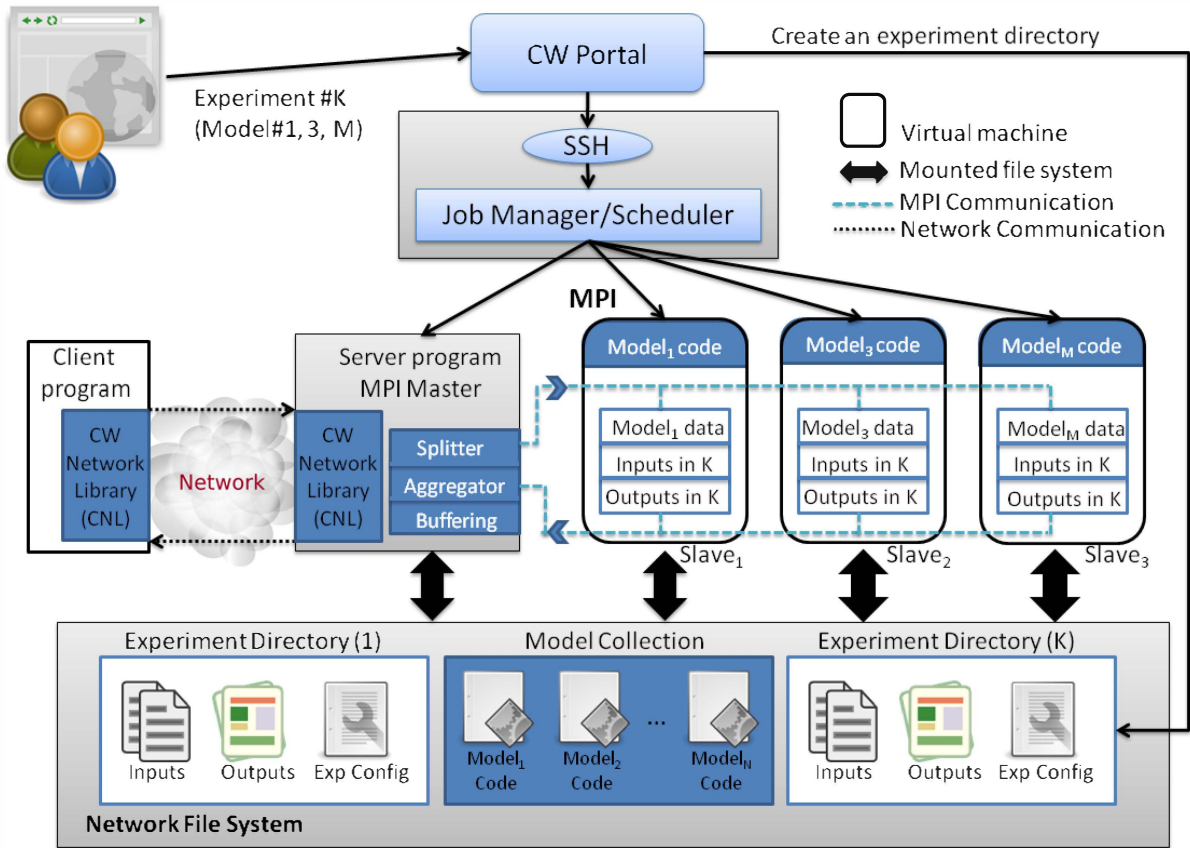 CW Portal
Create an experiment directory
Experiment #K
(Model#1, 3, M)
SSH
Job Manager/Scheduler
Virtual machine
Mounted file system
MPI Communication
Network Communication
MPI
Client
program
CW
Network
Library
(CNL)
Network
Server program
MPI Master
CW
Network
Library
(CNL)
Splitter
Aggregator
Buffering
Model₁ code
Model₁ data
Inputs in K
Outputs in K
Slave₁
Model₃ code
Model₃ data
Inputs in K
Outputs in K
Slave₂
Model_M code
Model_M data
Inputs in K
Outputs in K
Slave₃
Experiment Directory (1)
Inputs
Outputs
Exp Config
Model Collection
Model₁
Code
Model₂
Code
...
Model_N
Code
Experiment Directory (K)
Inputs
Outputs
Exp Config
Network File System